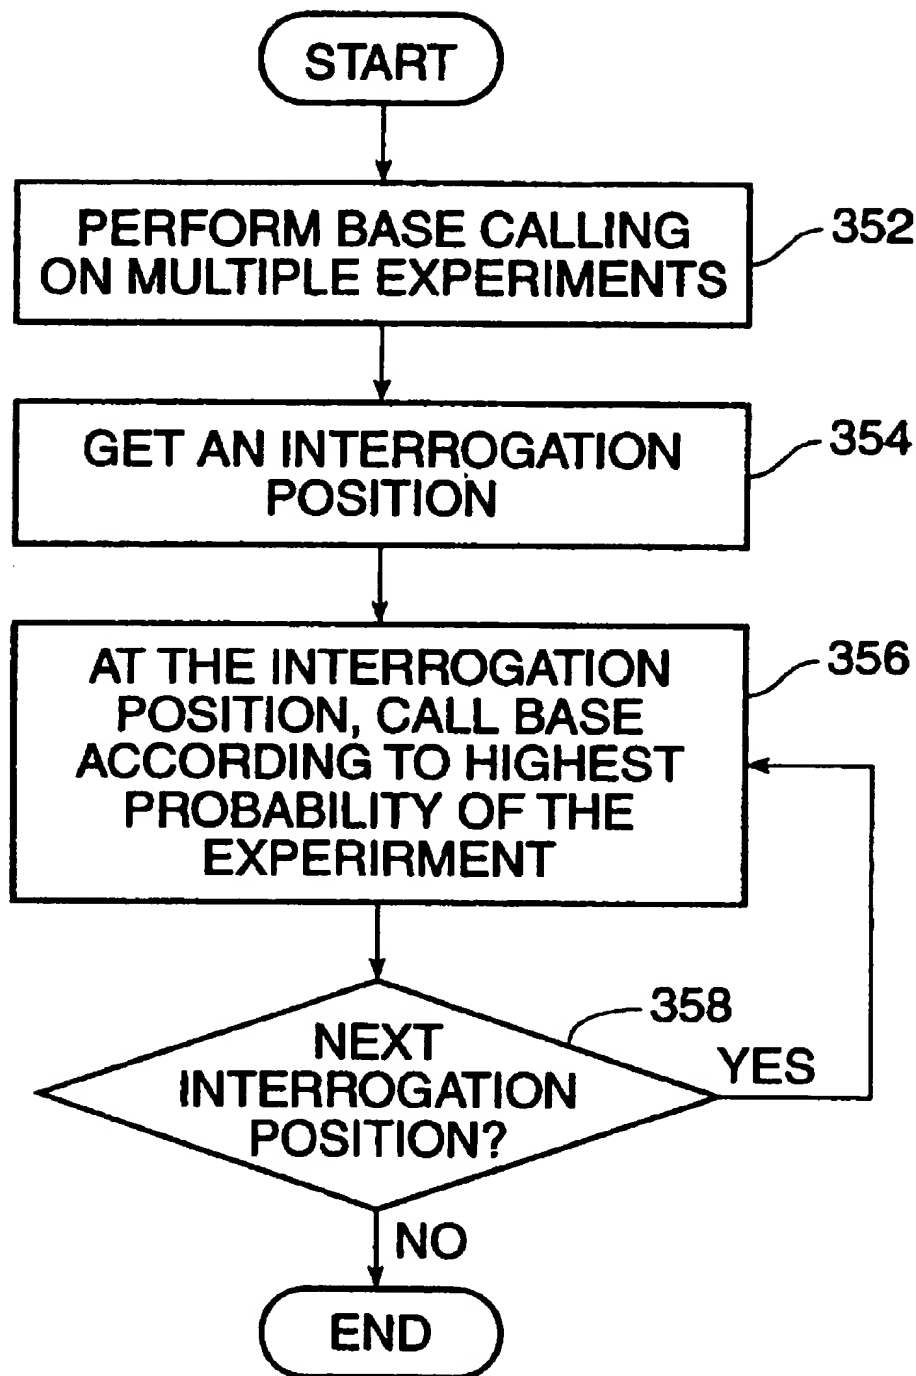 START
PERFORM BASE CALLING
ON MULTIPLE EXPERIMENTS
352
GET AN INTERROGATION
POSITION
354
AT THE INTERROGATION
POSITION, CALL BASE
ACCORDING TO HIGHEST
PROBABILITY OF THE
EXPERIRMENT
356
NEXT
INTERROGATION
POSITION?
358
YES
NO
END